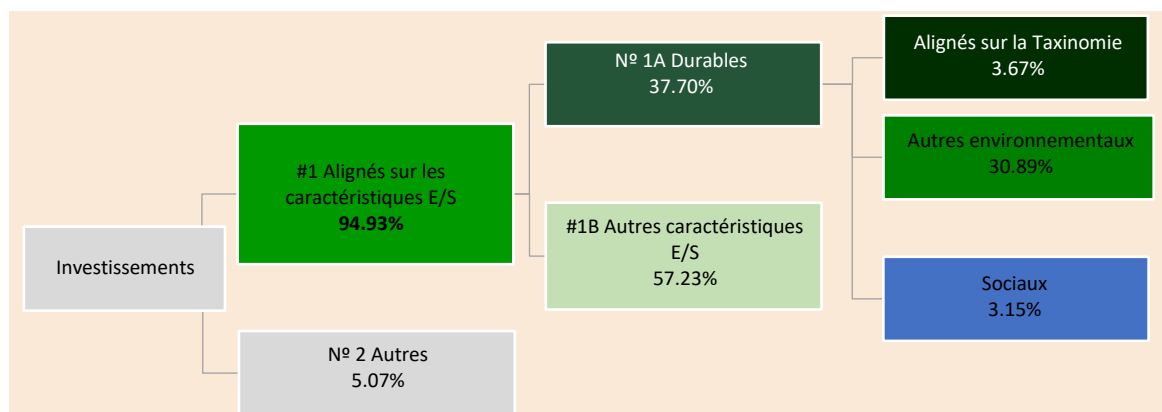 Investissements
#1 Alignés sur les
caractéristiques E/S
94.93%
Nº 2 Autres
5.07%
Nº 1A Durables
37.70%
#1B Autres caractéristiques
E/S
57.23%
Alignés sur la Taxinomie
3.67%
Autres environnementaux
30.89%
Sociaux
3.15%